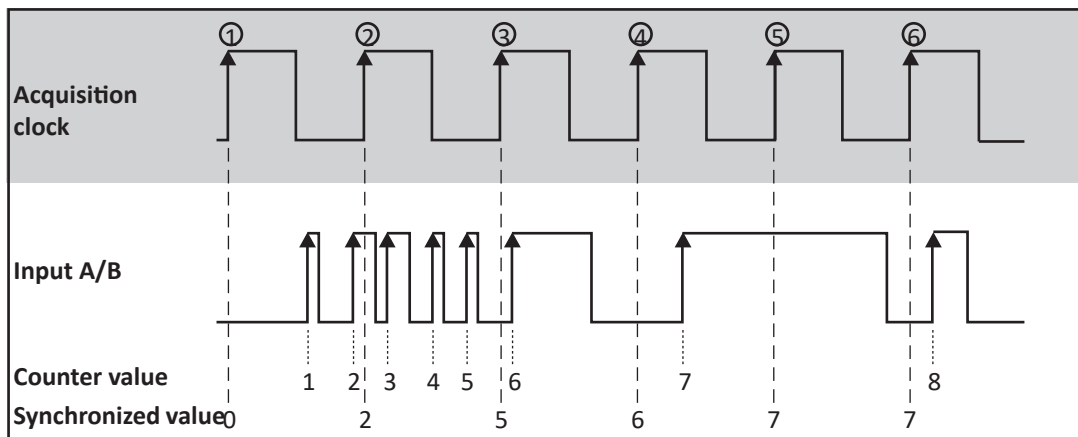 ① ② ③ ④ ⑤ ⑥
Acquisition
clock
Input A/B
Counter value 1 2 3 4 5 6 7 8
Synchronized value 0 2 5 6 7 7